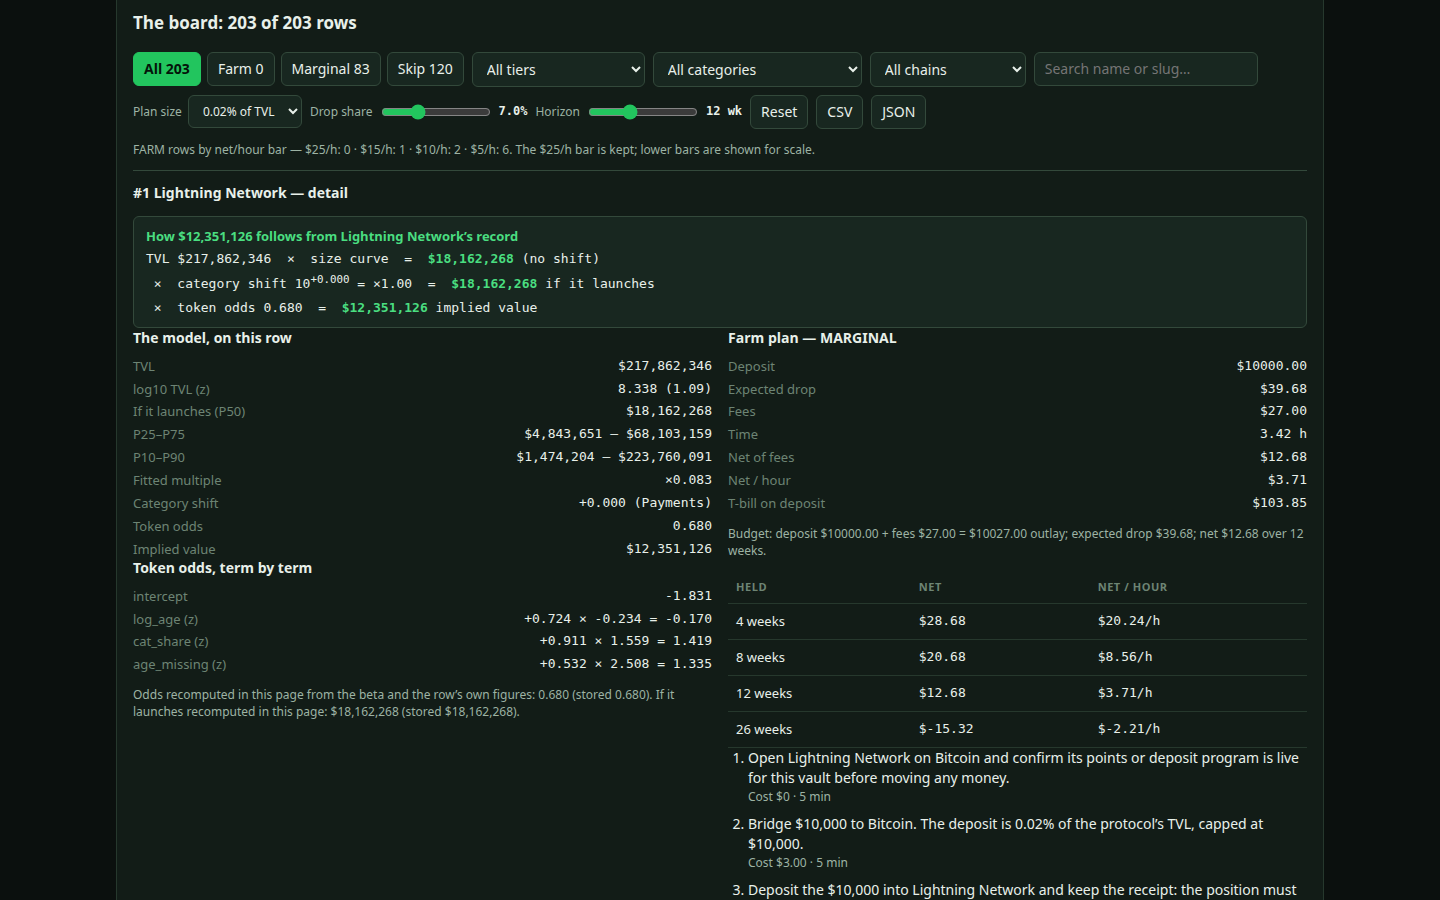 The board: 203 of 203 rows
All 203 Farm 0 Marginal 83 Skip 120 All tiers All categories All chains Search name or slug...
Plan size 0.02% of TVL Drop share 7.0% Horizon 12 wk Reset CSV JSON
FARM rows by net/hour bar — $25/h: 0 · $15/h: 1 · $10/h: 2 · $5/h: 6. The $25/h bar is kept; lower bars are shown for scale.
#1 Lightning Network — detail
How $12,351,126 follows from Lightning Network's record
TVL $217,862,346 × size curve = $18,162,268 (no shift)
× category shift 10+0.000 = ×1.00 = $18,162,268 if it launches
× token odds 0.680 = $12,351,126 implied value
The model, on this row
TVL $217,862,346
log10 TVL (z) 8.338 (1.09)
If it launches (P50) $18,162,268
P25–P75 $4,843,651 — $68,103,159
P10–P90 $1,474,204 — $223,760,091
Fitted multiple ×0.083
Category shift +0.000 (Payments)
Token odds 0.680
Implied value $12,351,126
Token odds, term by term
intercept -1.831
log_age (z) +0.724 × -0.234 = -0.170
cat_share (z) +0.911 × 1.559 = 1.419
age_missing (z) +0.532 × 2.508 = 1.335
Odds recomputed in this page from the beta and the row's own figures: 0.680 (stored 0.680). If it
launches recomputed in this page: $18,162,268 (stored $18,162,268).
Farm plan — MARGINAL
Deposit $10000.00
Expected drop $39.68
Fees $27.00
Time 3.42 h
Net of fees $12.68
Net / hour $3.71
T-bill on deposit $103.85
Budget: deposit $10000.00 + fees $27.00 = $10027.00 outlay; expected drop $39.68; net $12.68 over 12
weeks.
HELD NET NET / HOUR
4 weeks $28.68 $20.24/h
8 weeks $20.68 $8.56/h
12 weeks $12.68 $3.71/h
26 weeks $-15.32 $-2.21/h
1. Open Lightning Network on Bitcoin and confirm its points or deposit program is live
for this vault before moving any money.
Cost $0 · 5 min
2. Bridge $10,000 to Bitcoin. The deposit is 0.02% of the protocol's TVL, capped at
$10,000.
Cost $3.00 · 5 min
3. Deposit the $10,000 into Lightning Network and keep the receipt: the position must